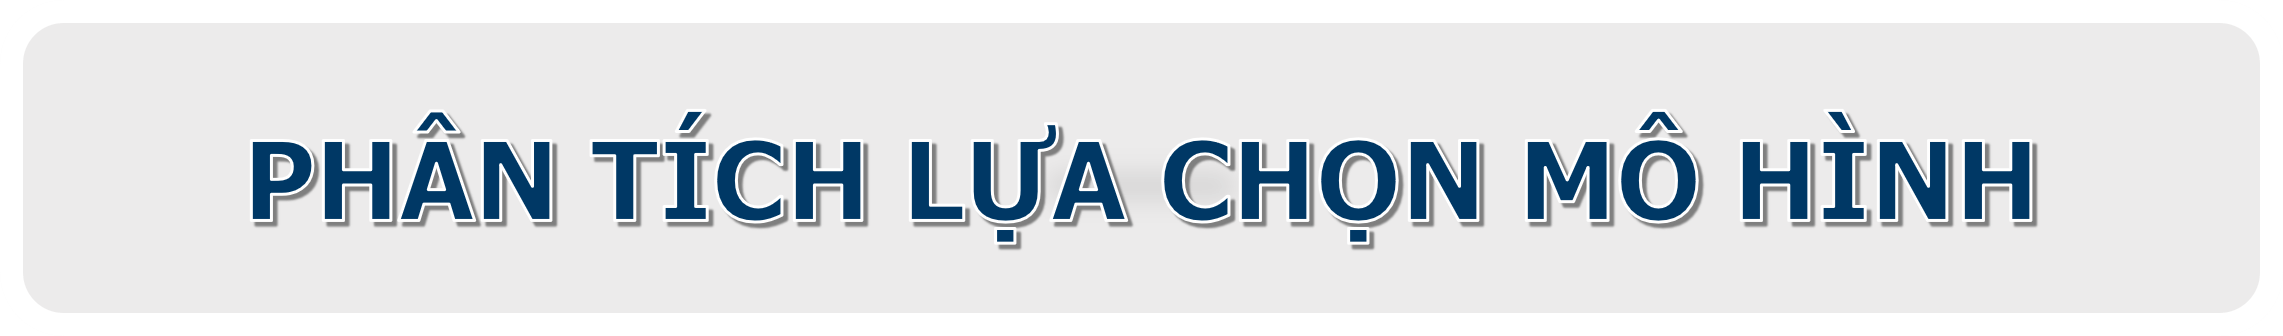 PHÂN TÍCH LỰA CHỌN MÔ HÌNH